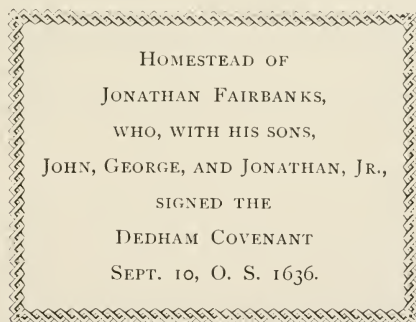 Homestead of
Jonathan Fairbanks,
who, with his sons,
John, George, and Jonathan, Jr.,
signed the
Dedham Covenant
Sept. 10, O. S. 1636.